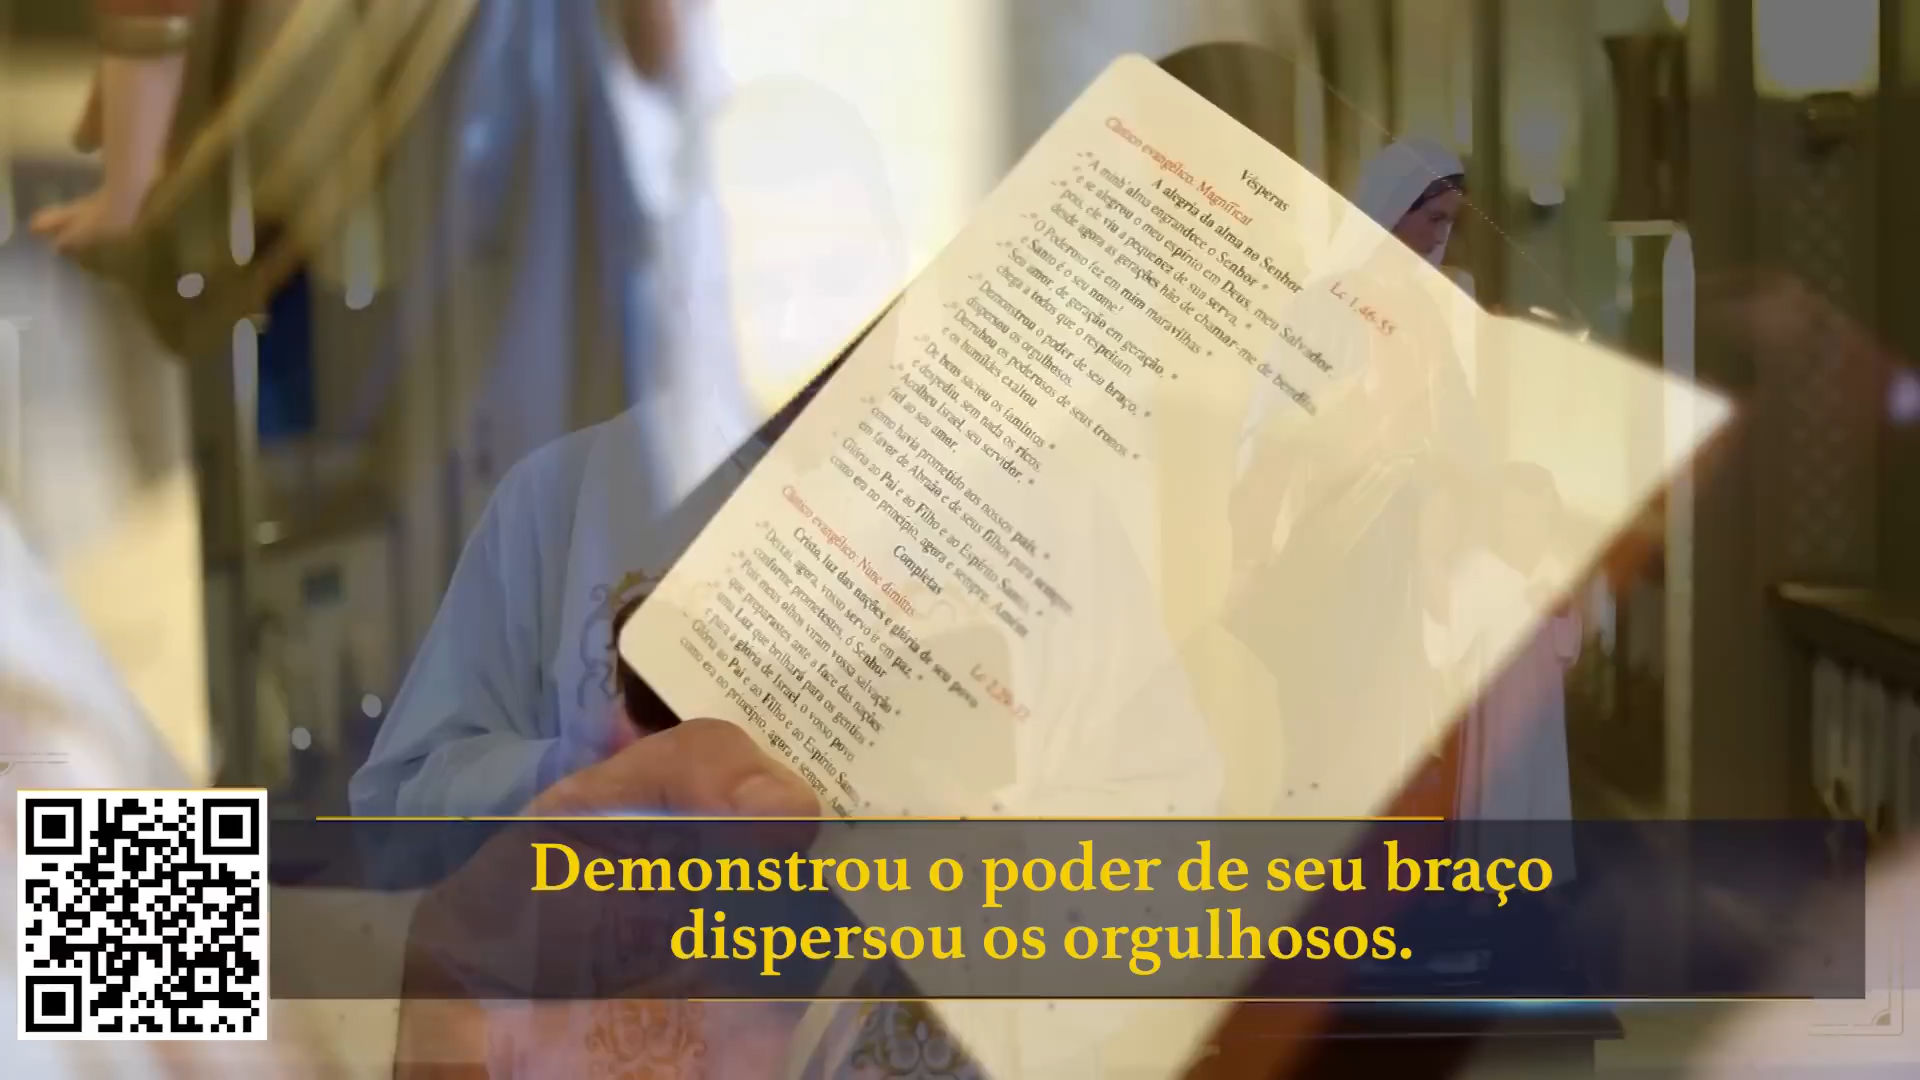 Vésperas
Cântico evangélico: Magnificat
Lc 1,46-55
A alegria da alma no Senhor
–A minh'alma engrandece o Senhor *
e se alegrou o meu espírito em Deus, meu Salvador
pois, ele viu a pequenez de sua serva, *
desde agora as gerações hão de chamar-me de bendita
O Poderoso fez em mim maravilhas *
e Santo é o seu nome!
Seu amor, de geração em geração, *
chega a todos que o respeitam.
Demonstrou o poder de seu braço, *
dispersou os orgulhosos.
Derrubou os poderosos de seus tronos *
e os humildes exaltou.
De bens saciou os famintos *
e despediu, sem nada os ricos.
Acolheu Israel, seu servidor, *
fiel ao seu amor,
como havia prometido aos nossos pais, *
em favor de Abraão e de seus filhos para sempre.
Glória ao Pai e ao Filho e ao Espírito Santo, *
como era no princípio, agora e sempre. Amém
Completas
Cântico evangélico: Nunc dimittis
Cristo, luz das nações e glória de seu povo
Deixai, agora, vosso servo ir em paz, *
conforme prometestes, ó Senhor
Pois meus olhos viram vossa salvação *
que preparastes ante a face das nações:
uma Luz que brilhará para os gentios *
e para a glória de Israel, o vosso povo.
Glória ao Pai e ao Filho e ao Espírito
como era no princípio, agora e sempre.
Demonstrou o poder de seu braço
dispersou os orgulhosos.